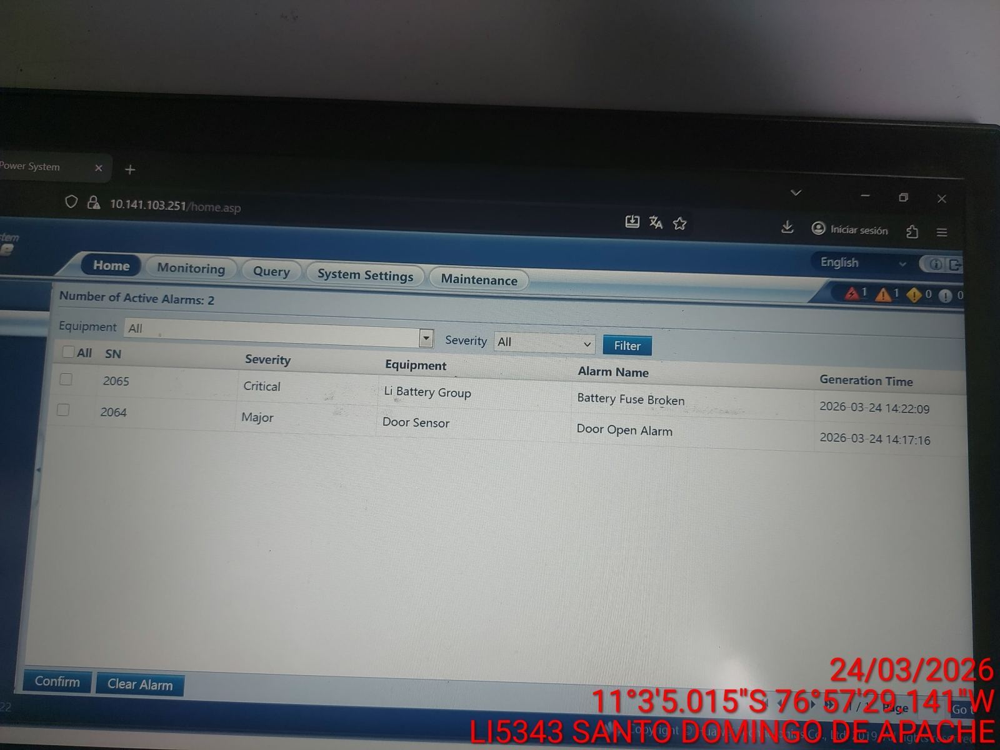 Power System
10.141.103.251/home.asp
Iniciar sesión
English
Home Monitoring Query System Settings Maintenance
1 1 0 0
Number of Active Alarms: 2
Equipment All Severity All Filter
All SN Severity Equipment Alarm Name Generation Time
2065 Critical Li Battery Group Battery Fuse Broken 2026-03-24 14:22:09
2064 Major Door Sensor Door Open Alarm 2026-03-24 14:17:16
Confirm Clear Alarm
24/03/2026
11°3'5.015"S 76°57'29.141"W
Page Go
LI5343 SANTO DOMINGO DE APACHE
Copyright ©